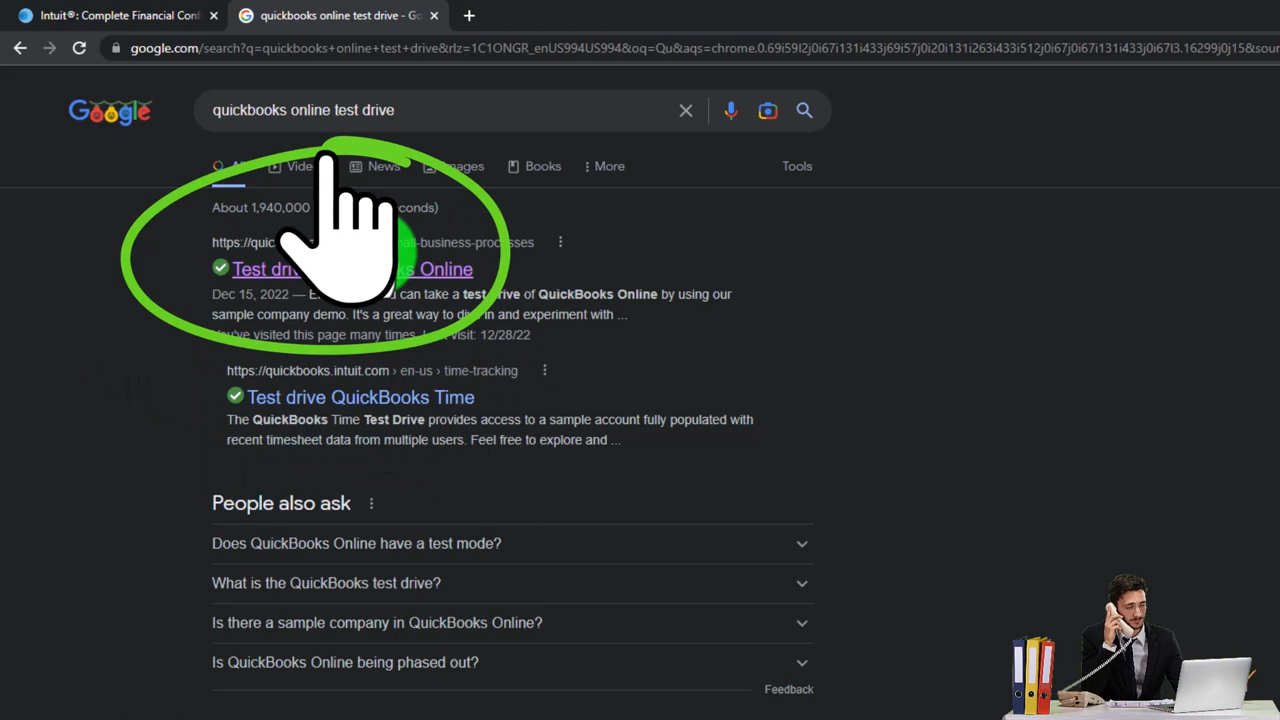 Intuit®: Complete Financial Conf
quickbooks online test drive - Go
google.com/search?q=quickbooks+online+test+drive&rlz=1C1ONGR_enUS994US994&oq=Qu&aqs=chrome.0.69i59l2j0i67i131i433j69i57j0i20i131i263i433i512j0i67i131i433j0i67i131i433j0i67l3.16299j0j15&sour
Google
quickbooks online test drive
News
Books
More
Tools
About 1,940,000
https://quic
business-processes
Test
Online
Dec 15, 2022 —
can take a test drive of QuickBooks Online by using our
sample company demo. It's a great way to dive in and experiment with ...
You've visited this page many times. Last visit: 12/28/22
https://quickbooks.intuit.com › en-us › time-tracking
Test drive QuickBooks Time
The QuickBooks Time Test Drive provides access to a sample account fully populated with
recent timesheet data from multiple users. Feel free to explore and ...
People also ask
Does QuickBooks Online have a test mode?
What is the QuickBooks test drive?
Is there a sample company in QuickBooks Online?
Is QuickBooks Online being phased out?
Feedback